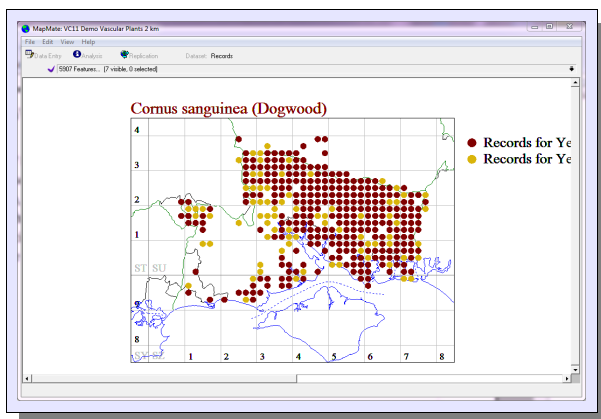 MapMate: VC11 Demo Vascular Plants 2 km
File Edit View Help
Data Entry Analysis Replication Dataset: Records
5907 Features... (7 visible, 0 selected)
Cornus sanguinea (Dogwood)
4
Records for Ye
Records for Ye
3
2
1
ST SU
9
8
SY SZ 1 2 3 4 5 6 7 8